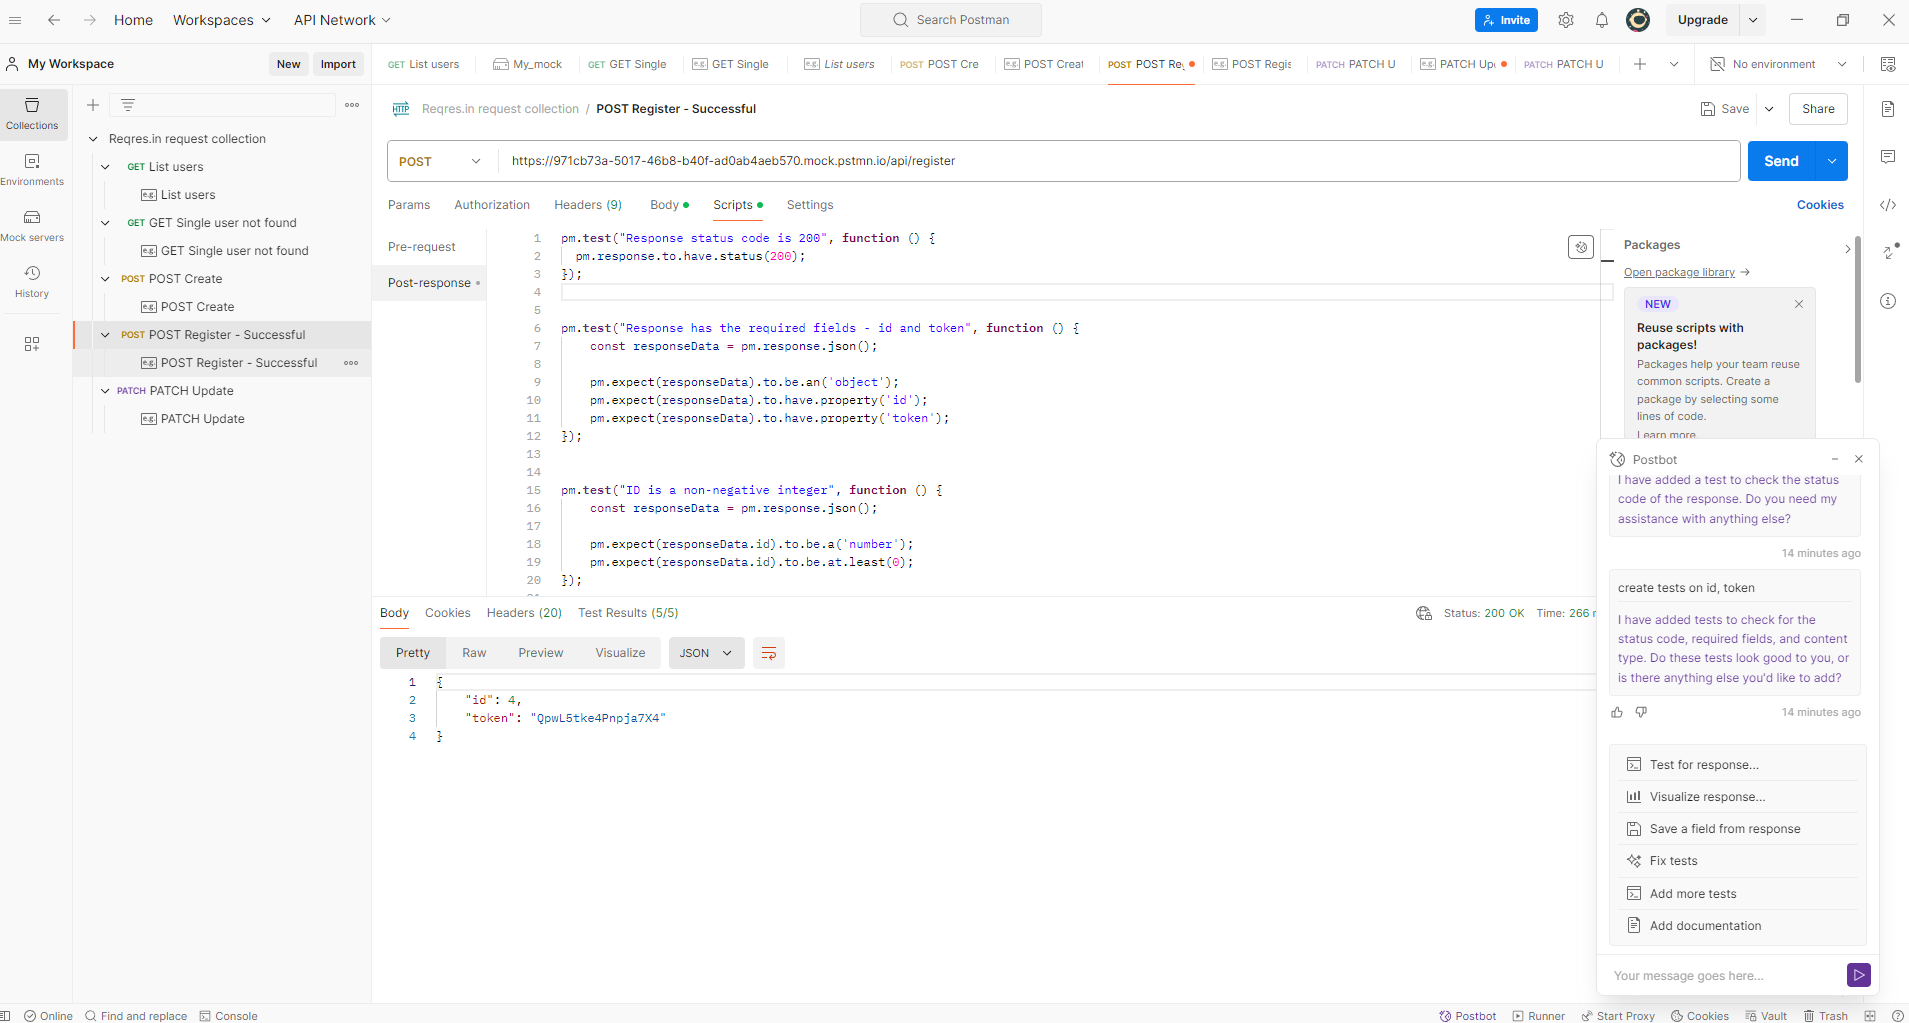 Home
Workspaces
API Network
Search Postman
Invite
Upgrade
My Workspace
New
Import
GET List users
My_mock
GET GET Single
e.g. GET Single
e.g. List users
POST POST Cre
e.g. POST Creat
POST POST Reg
e.g. POST Regis
PATCH PATCH U
e.g. PATCH Up
PATCH PATCH U
No environment
Collections
Environments
Mock servers
History
Reqres.in request collection
GET List users
e.g. List users
GET GET Single user not found
e.g. GET Single user not found
POST POST Create
e.g. POST Create
POST POST Register - Successful
e.g. POST Register - Successful
PATCH PATCH Update
e.g. PATCH Update
HTTP Reqres.in request collection / POST Register - Successful
Save
Share
POST
https://971cb73a-5017-46b8-b40f-ad0ab4aeb570.mock.pstmn.io/api/register
Send
Params
Authorization
Headers (9)
Body
Scripts
Settings
Cookies
Pre-request
Post-response
1 pm.test("Response status code is 200", function () {
2 pm.response.to.have.status(200);
3 });
4
5
6 pm.test("Response has the required fields - id and token", function () {
7 const responseData = pm.response.json();
8
9 pm.expect(responseData).to.be.an('object');
10 pm.expect(responseData).to.have.property('id');
11 pm.expect(responseData).to.have.property('token');
12 });
13
14
15 pm.test("ID is a non-negative integer", function () {
16 const responseData = pm.response.json();
17
18 pm.expect(responseData.id).to.be.a('number');
19 pm.expect(responseData.id).to.be.at.least(0);
20 });
Packages
Open package library →
NEW
Reuse scripts with
packages!
Packages help your team reuse
common scripts. Create a
package by selecting some
lines of code.
Learn more
Postbot
I have added a test to check the status
code of the response. Do you need my
assistance with anything else?
14 minutes ago
create tests on id, token
I have added tests to check for the
status code, required fields, and content
type. Do these tests look good to you, or
is there anything else you'd like to add?
14 minutes ago
Test for response...
Visualize response...
Save a field from response
Fix tests
Add more tests
Add documentation
Your message goes here...
Body
Cookies
Headers (20)
Test Results (5/5)
Status: 200 OK
Time: 266
Pretty
Raw
Preview
Visualize
JSON
1 {
2 "id": 4,
3 "token": "QpwL5tke4Pnpja7X4"
4 }
Online
Find and replace
Console
Postbot
Runner
Start Proxy
Cookies
Vault
Trash